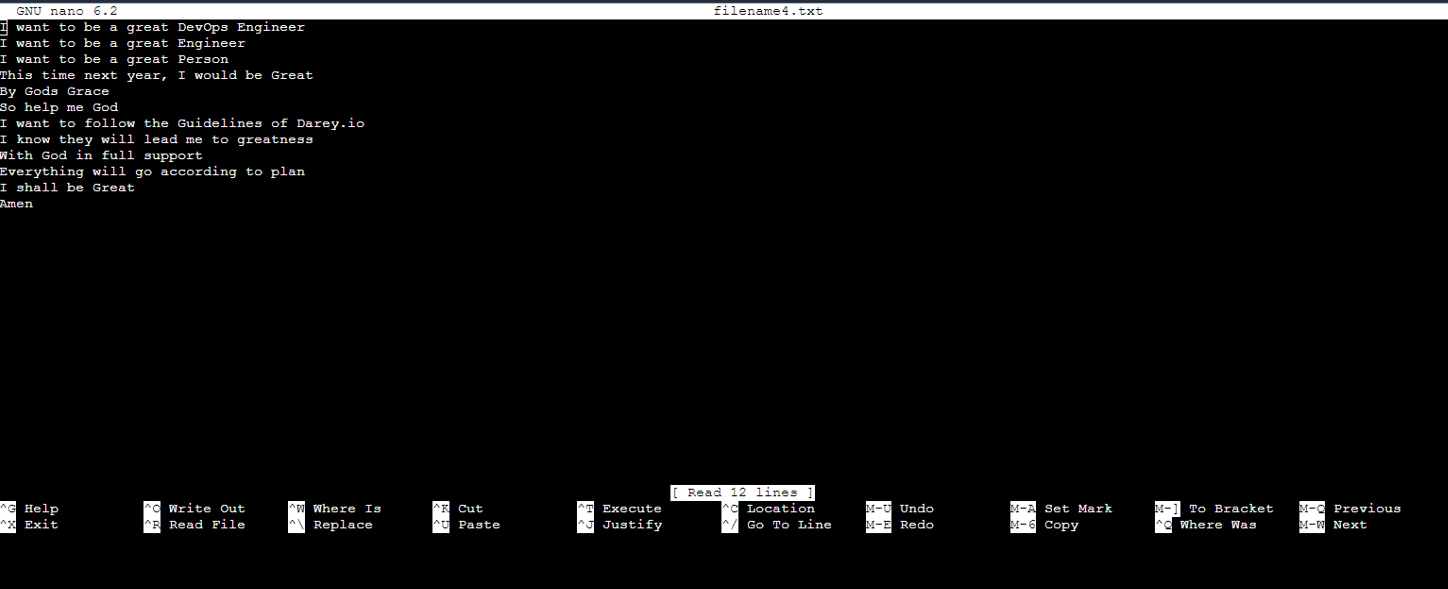 GNU nano 6.2 filename4.txt
I want to be a great DevOps Engineer
I want to be a great Engineer
I want to be a great Person
This time next year, I would be Great
By Gods Grace
So help me God
I want to follow the Guidelines of Darey.io
I know they will lead me to greatness
With God in full support
Everything will go according to plan
I shall be Great
Amen
[ Read 12 lines ]
^G Help ^O Write Out ^W Where Is ^K Cut ^T Execute ^C Location M-U Undo M-A Set Mark M-] To Bracket M-Q Previous
^X Exit ^R Read File ^\ Replace ^U Paste ^J Justify ^/ Go To Line M-E Redo M-6 Copy ^Q Where Was M-W Next